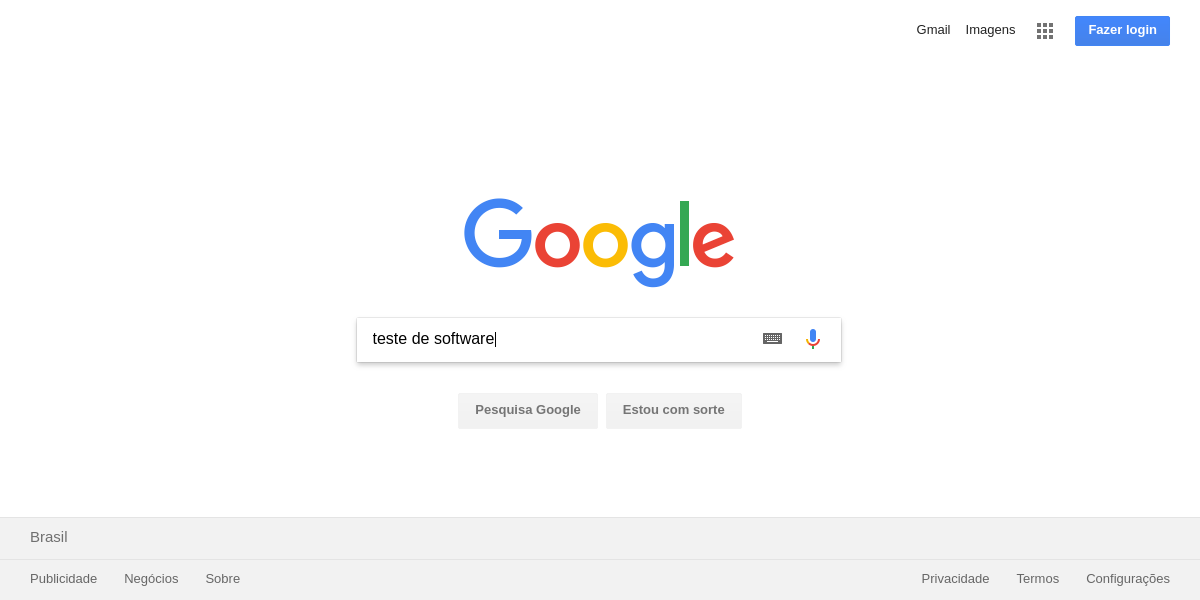 Gmail Imagens Fazer login
Google
teste de software
Pesquisa Google Estou com sorte
Brasil
Publicidade Negócios Sobre Privacidade Termos Configurações